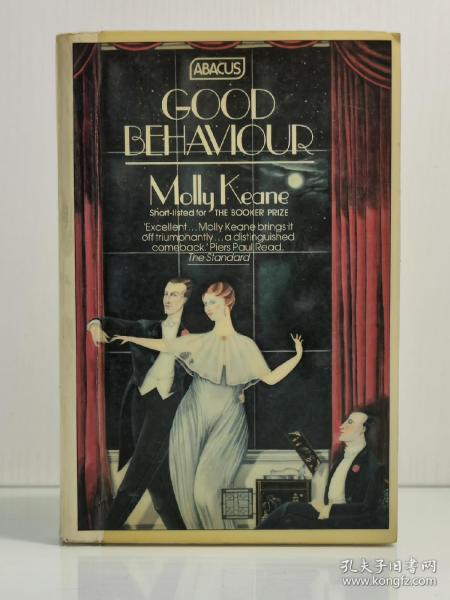 ABACUS
GOOD
BEHAVIOUR
Molly Keane
Short-listed for THE BOOKER PRIZE
'Excellent... Molly Keane brings it
off triumphantly... a distinguished
comeback.' Piers Paul Read,
The Standard
孔夫子旧书网
www.kongfz.com